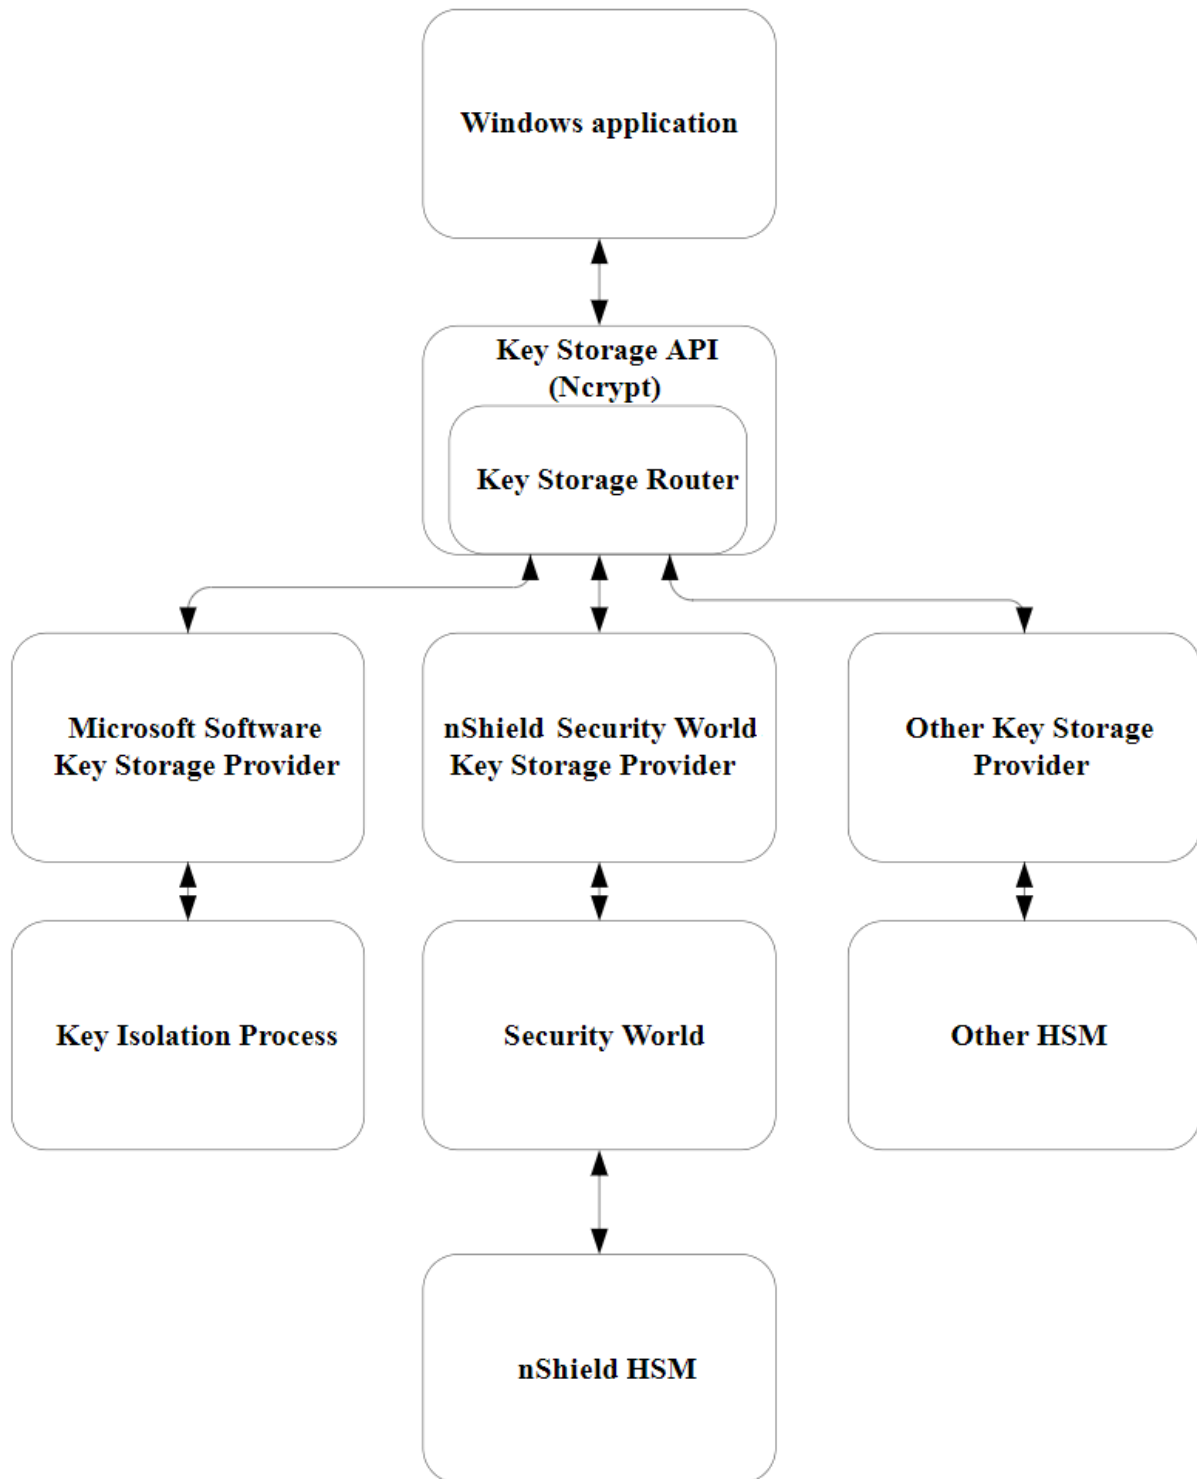 Windows application
Key Storage API
(Ncrypt)
Key Storage Router
Microsoft Software
Key Storage Provider
nShield Security World
Key Storage Provider
Other Key Storage
Provider
Key Isolation Process
Security World
Other HSM
nShield HSM